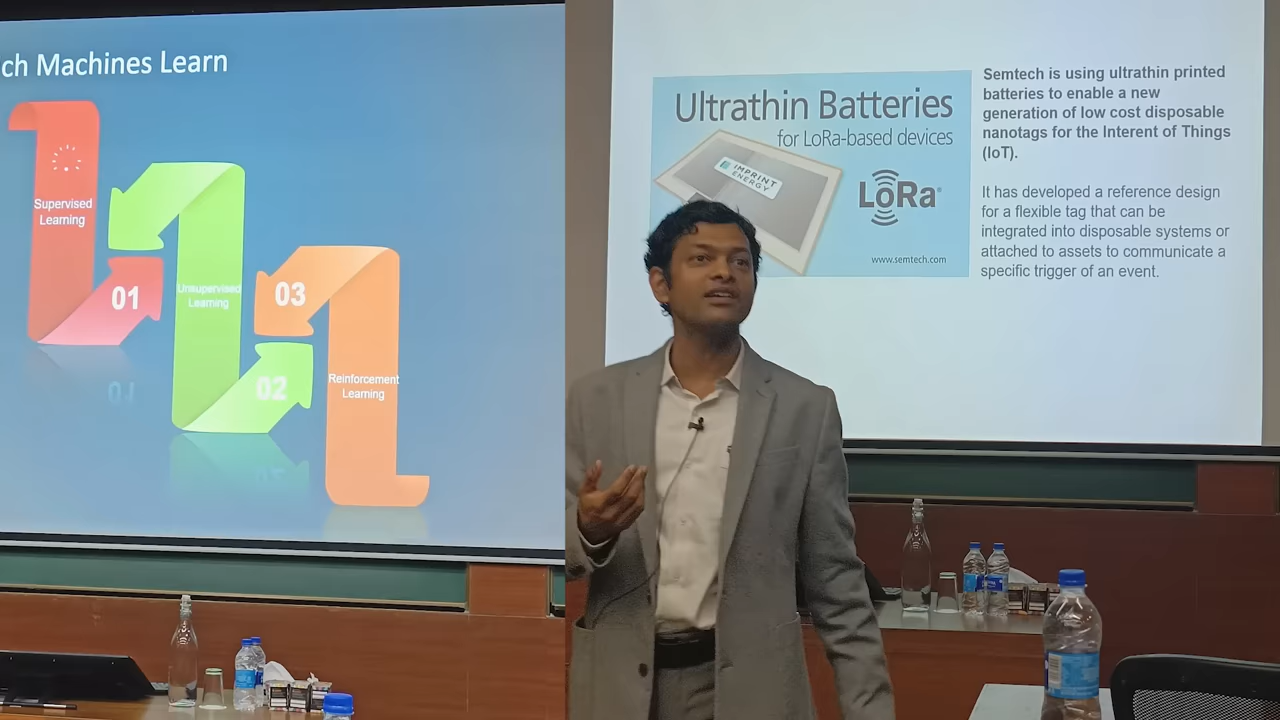 ch Machines Learn
Supervised
Learning
01
Unsupervised
Learning
03
02
Reinforcement
Learning
Ultrathin Batteries
for LoRa-based devices
IMPRINT
ENERGY
LoRa®
www.semtech.com
Semtech is using ultrathin printed
batteries to enable a new
generation of low cost disposable
nanotags for the Interent of Things
(IoT).
It has developed a reference design
for a flexible tag that can be
integrated into disposable systems or
attached to assets to communicate a
specific trigger of an event.